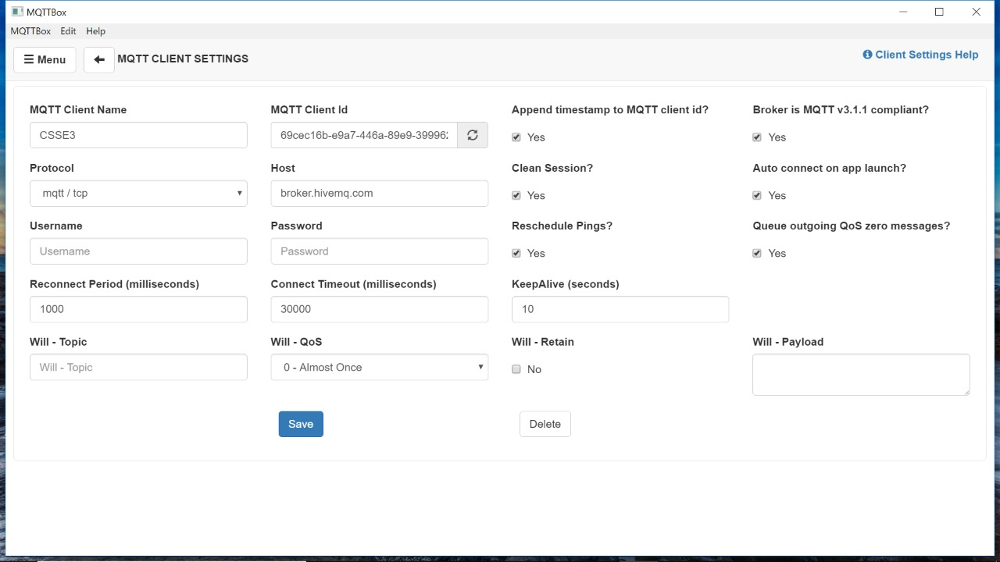 MQTTBox
MQTTBox Edit Help
Menu MQTT CLIENT SETTINGS Client Settings Help
MQTT Client Name MQTT Client Id Append timestamp to MQTT client id? Broker is MQTT v3.1.1 compliant?
CSSE3 69cec16b-e9a7-446a-89e9-39996 Yes Yes
Protocol Host Clean Session? Auto connect on app launch?
mqtt / tcp broker.hivemq.com Yes Yes
Username Password Reschedule Pings? Queue outgoing QoS zero messages?
Username Password Yes Yes
Reconnect Period (milliseconds) Connect Timeout (milliseconds) KeepAlive (seconds)
1000 30000 10
Will - Topic Will - QoS Will - Retain Will - Payload
Will - Topic 0 - Almost Once No
Save Delete